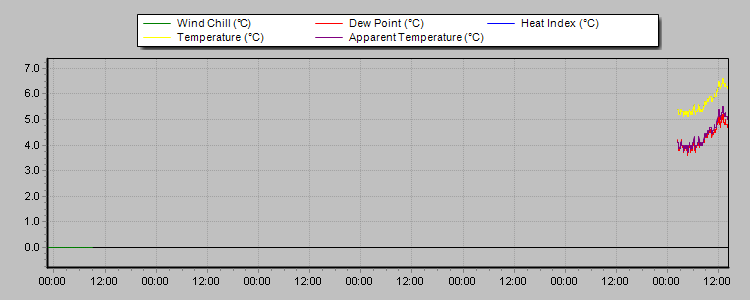 Wind Chill (°C) Dew Point (°C) Heat Index (°C)
Temperature (°C) Apparent Temperature (°C)
7.0
6.0
5.0
4.0
3.0
2.0
1.0
0.0
00:00 12:00 00:00 12:00 00:00 12:00 00:00 12:00 00:00 12:00 00:00 12:00 00:00 12:00